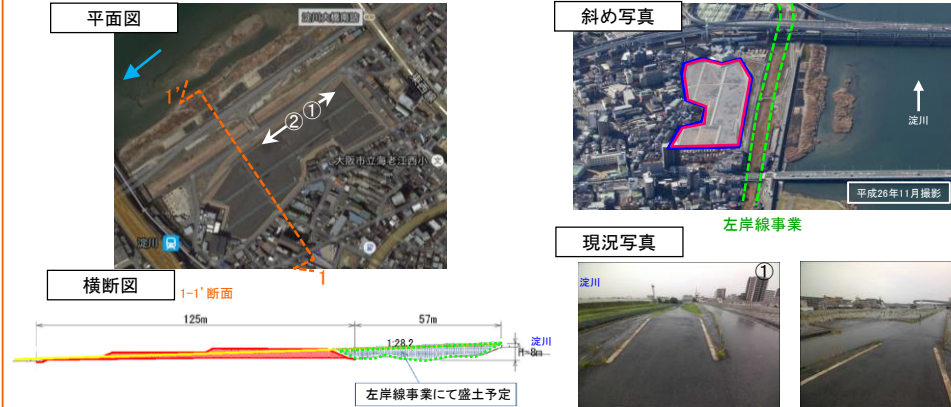 平面図
淀川大橋南詰
1'
②①
大阪市立海老江西小
淀川
1
横断図
1-1'断面
125m
57m
1:28.2
淀川
H=8m
左岸線事業にて盛土予定
斜め写真
淀川
平成26年11月撮影
左岸線事業
現況写真
淀川
①